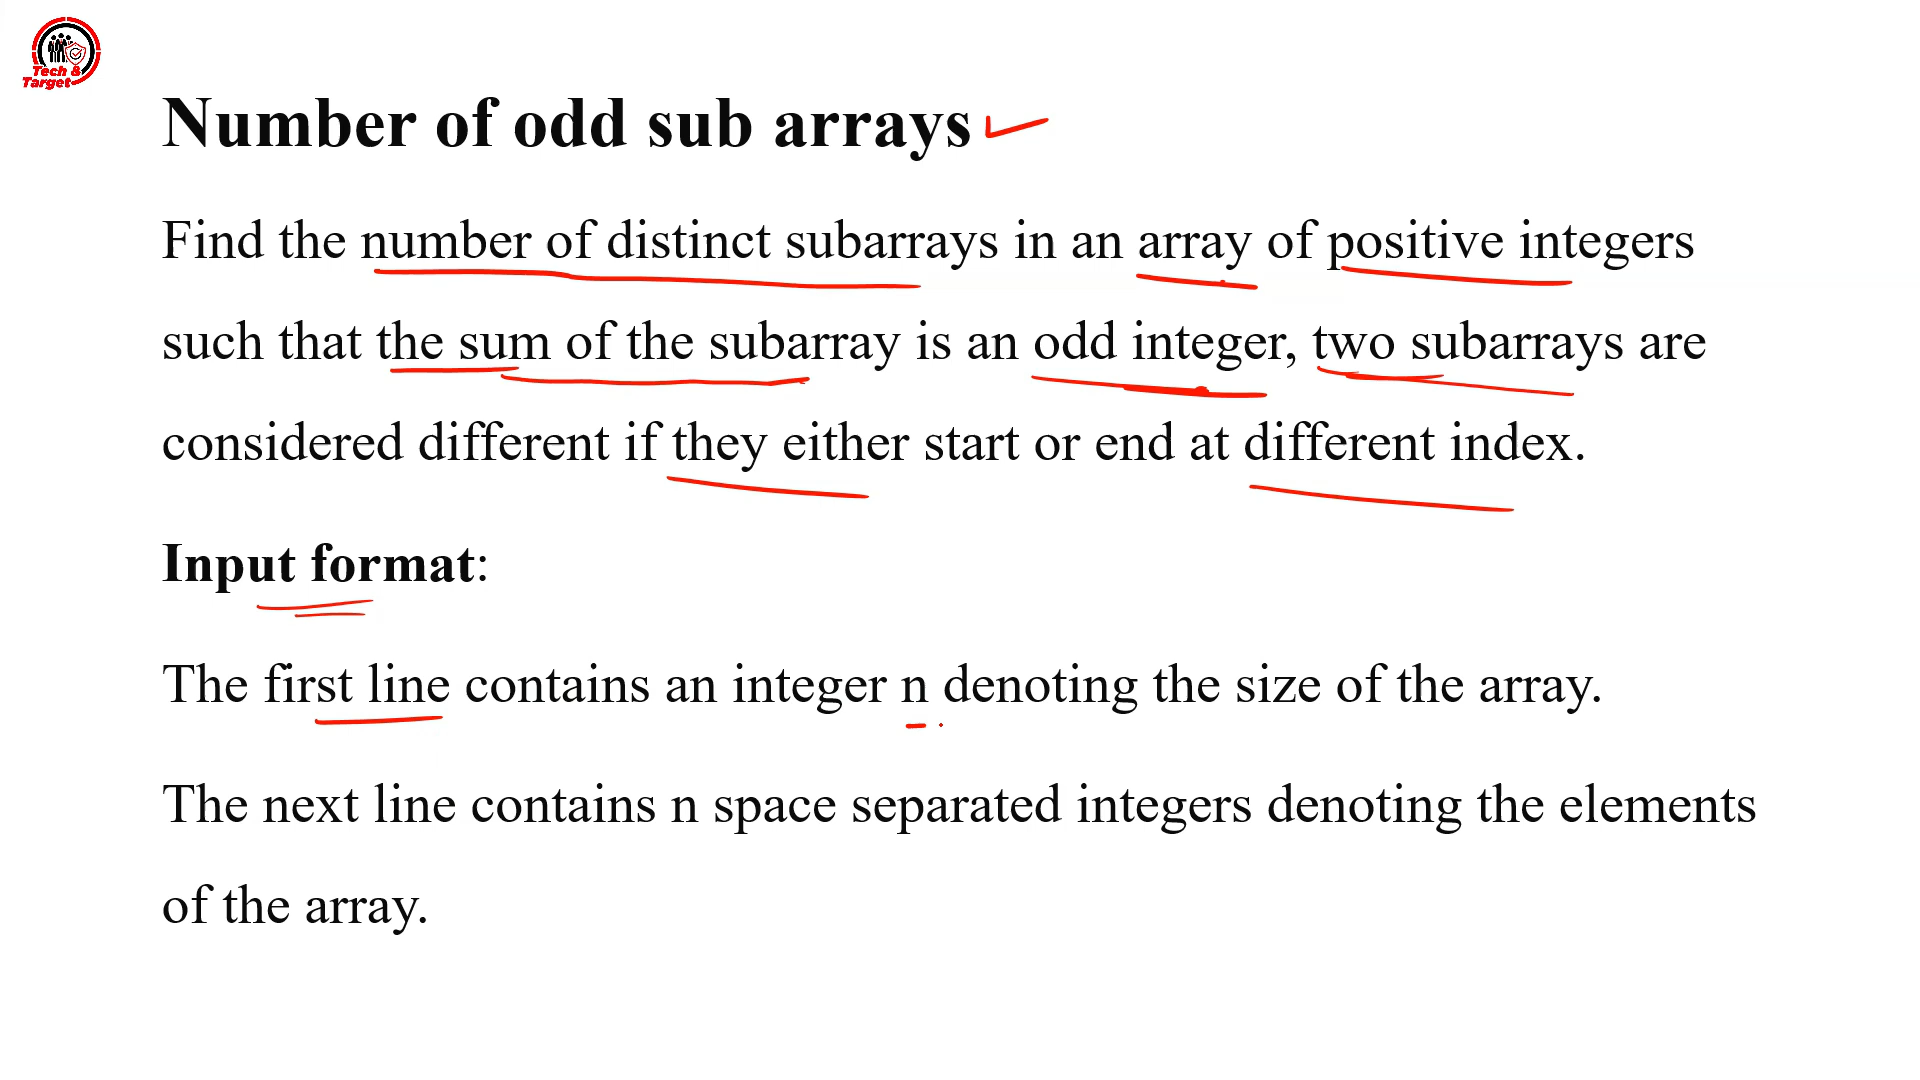 Tech &
Target
Number of odd sub arrays
Find the number of distinct subarrays in an array of positive integers
such that the sum of the subarray is an odd integer, two subarrays are
considered different if they either start or end at different index.
Input format:
The first line contains an integer n denoting the size of the array.
The next line contains n space separated integers denoting the elements
of the array.